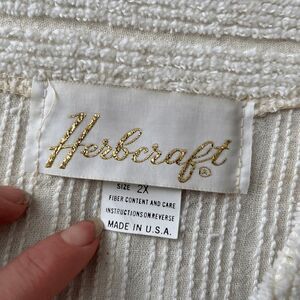 Herbcraft®
SIZE 2X
FIBER CONTENT AND CARE
INSTRUCTIONS ON REVERSE
MADE IN U.S.A.